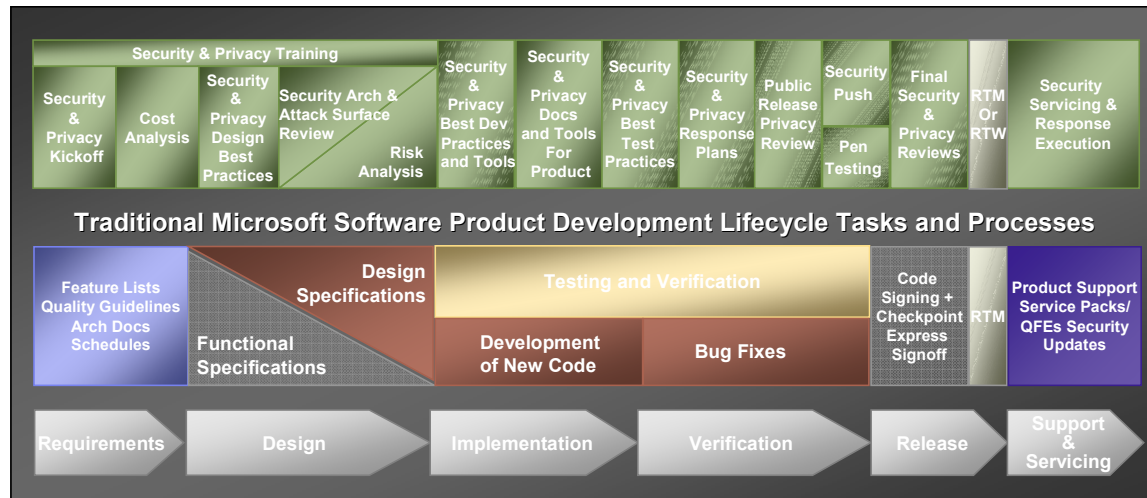 Security & Privacy Training
Security
&
Privacy
Kickoff
Cost
Analysis
Security
&
Privacy
Design
Best
Practices
Security Arch &
Attack Surface
Review
Risk
Analysis
Security
&
Privacy
Best Dev
Practices
and Tools
Security
&
Privacy
Docs
and Tools
For
Product
Security
&
Privacy
Best
Test
Practices
Security
&
Privacy
Response
Plans
Public
Release
Privacy
Review
Security
Push
Pen
Testing
Final
Security
&
Privacy
Reviews
RTM
Or
RTW
Security
Servicing &
Response
Execution
Traditional Microsoft Software Product Development Lifecycle Tasks and Processes
Feature Lists
Quality Guidelines
Arch Docs
Schedules
Design
Specifications
Functional
Specifications
Testing and Verification
Development
of New Code
Bug Fixes
Code
Signing +
Checkpoint
Express
Signoff
RTM
Product Support
Service Packs/
QFEs Security
Updates
Requirements
Design
Implementation
Verification
Release
Support
&
Servicing